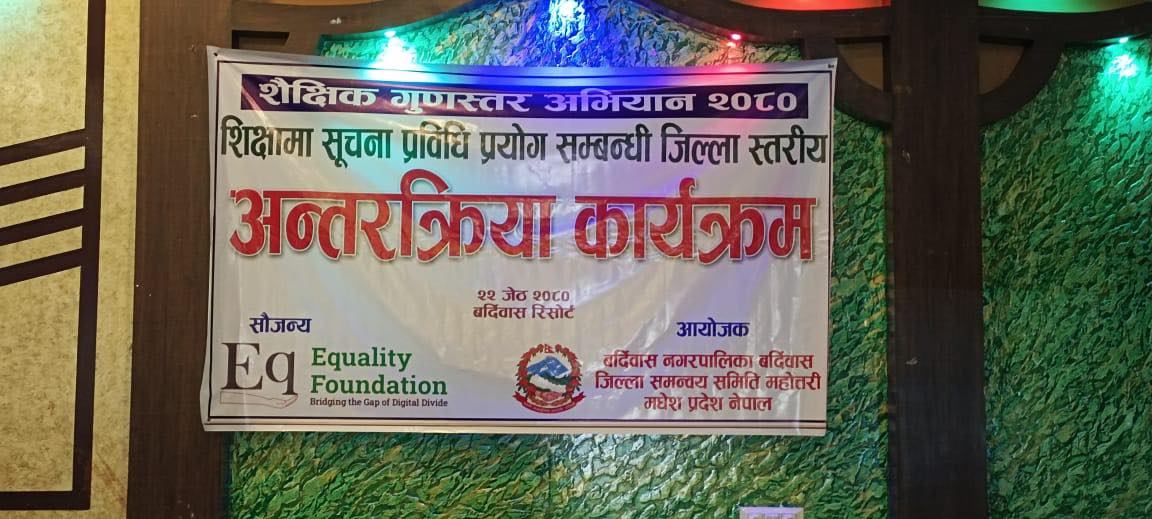 शैक्षिक गुणस्तर अभियान २०८०
शिक्षामा सूचना प्रविधि प्रयोग सम्बन्धी जिल्ला स्तरीय
अन्तरक्रिया कार्यक्रम
२२ जेठ २०८०
बर्दिवास रिसोर्ट
सौजन्य
Eq Equality
Foundation
Bridging the Gap of Digital Divide
आयोजक
बर्दिवास नगरपालिका बर्दिवास
जिल्ला समन्वय समिति महोत्तरी
मधेश प्रदेश नेपाल